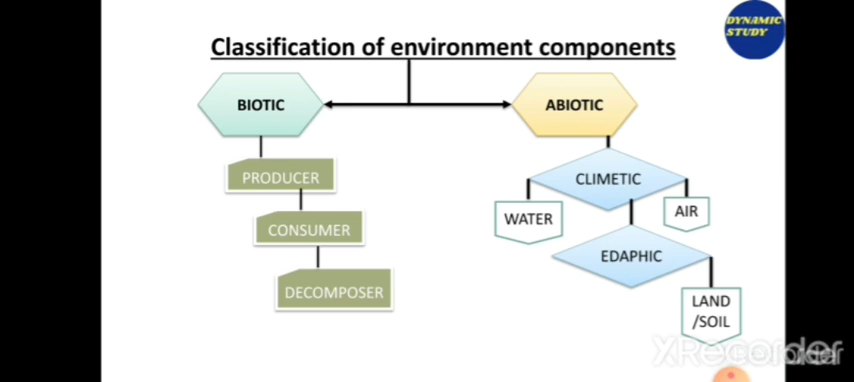 DYNAMIC
STUDY
Classification of environment components
BIOTIC
ABIOTIC
PRODUCER
CLIMETIC
WATER
AIR
CONSUMER
EDAPHIC
DECOMPOSER
LAND
/SOIL
XRecorder